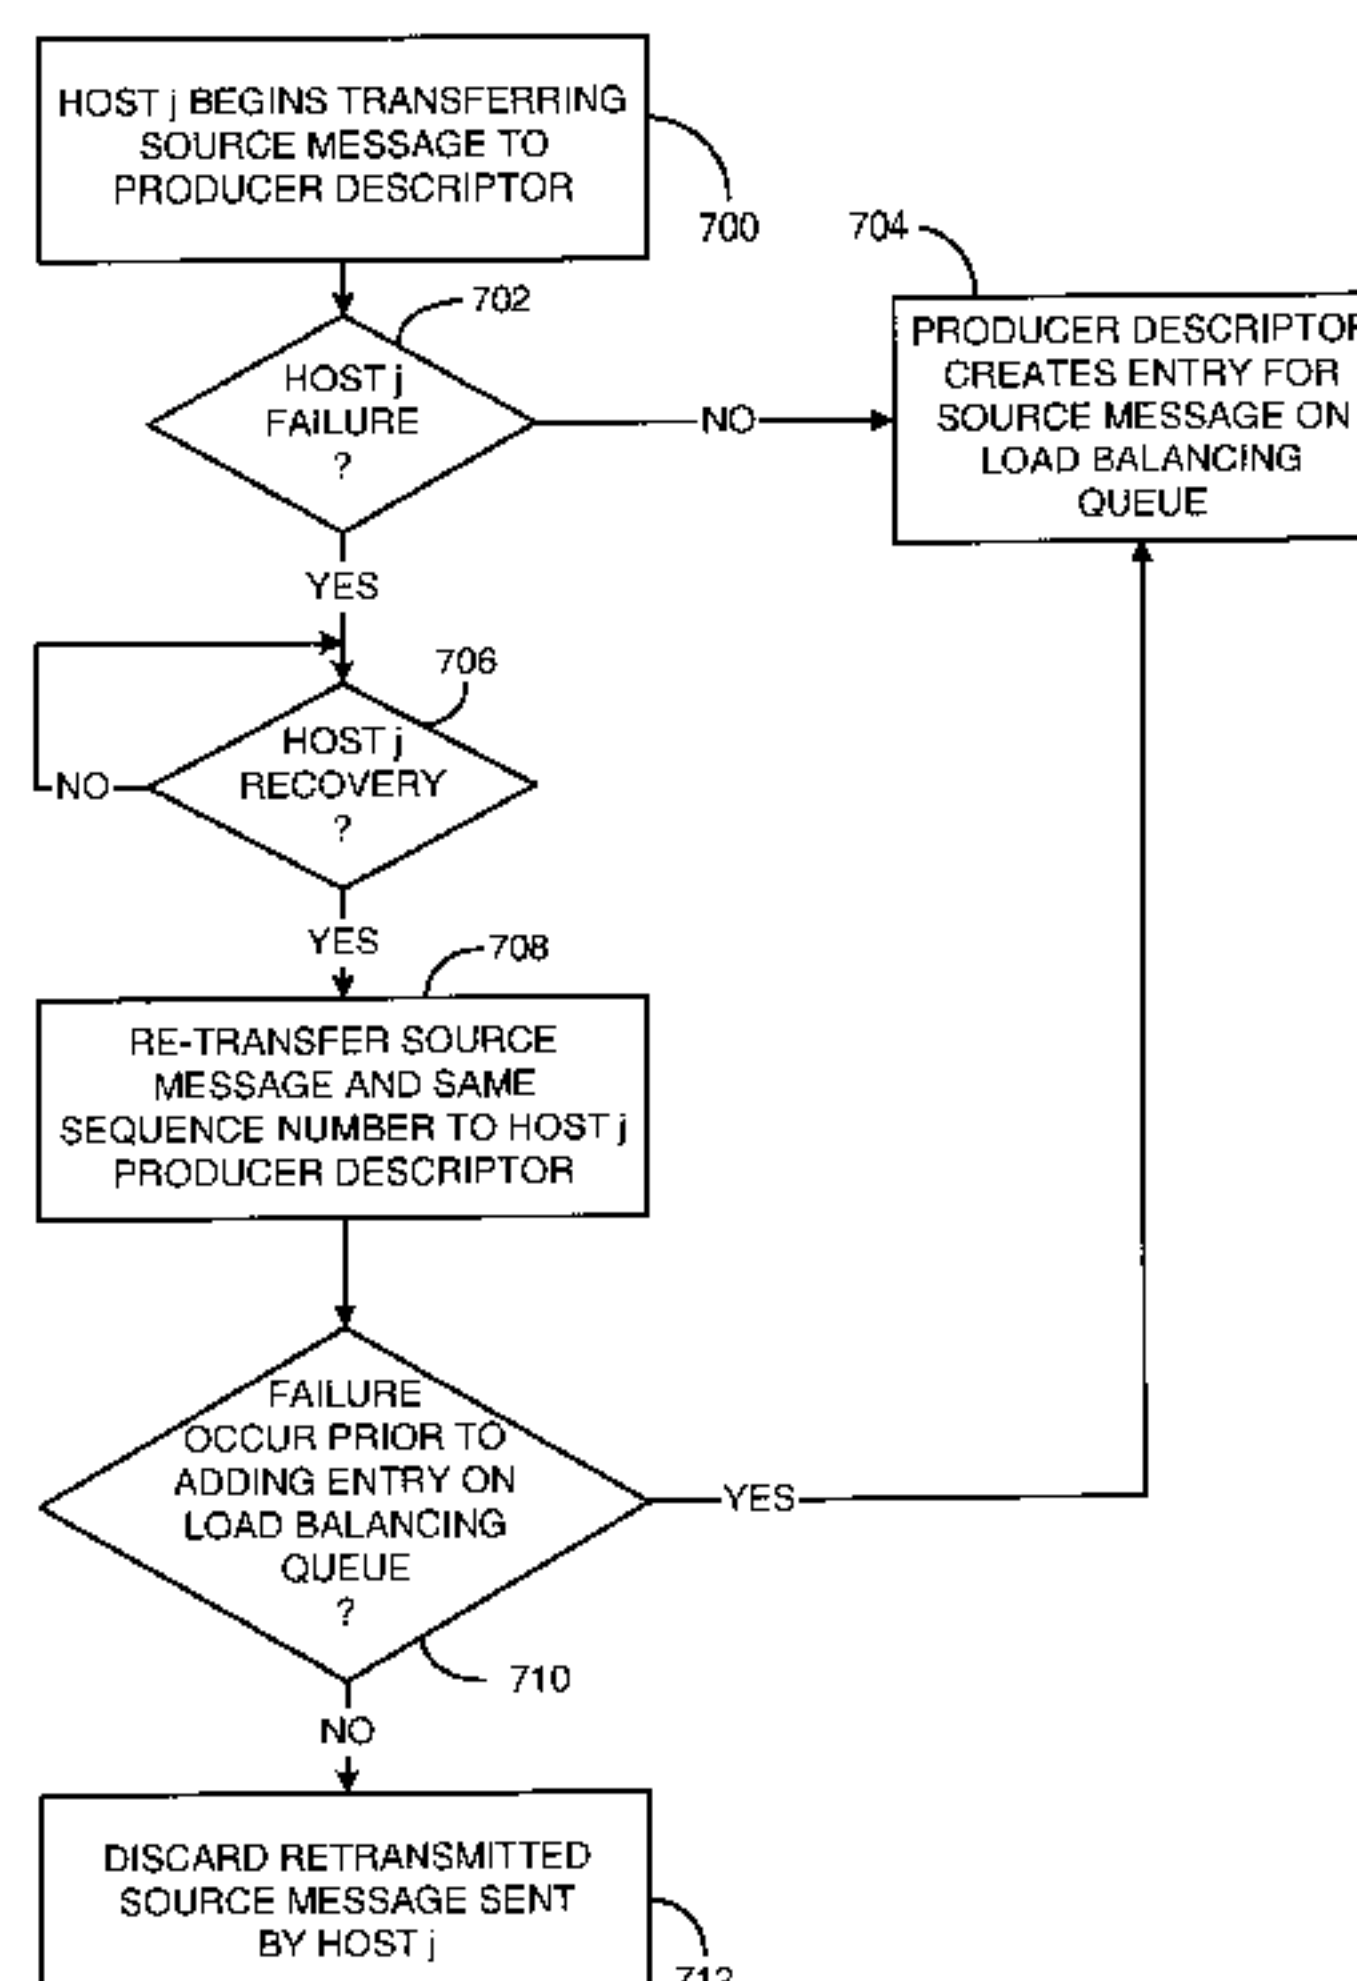 HOST j BEGINS TRANSFERRING
SOURCE MESSAGE TO
PRODUCER DESCRIPTOR
700
704
702
HOST j
FAILURE
?
NO
PRODUCER DESCRIPTOR
CREATES ENTRY FOR
SOURCE MESSAGE ON
LOAD BALANCING
QUEUE
YES
706
HOST j
RECOVERY
?
NO
YES
708
RE-TRANSFER SOURCE
MESSAGE AND SAME
SEQUENCE NUMBER TO HOST j
PRODUCER DESCRIPTOR
FAILURE
OCCUR PRIOR TO
ADDING ENTRY ON
LOAD BALANCING
QUEUE
?
YES
710
NO
DISCARD RETRANSMITTED
SOURCE MESSAGE SENT
BY HOST j
712